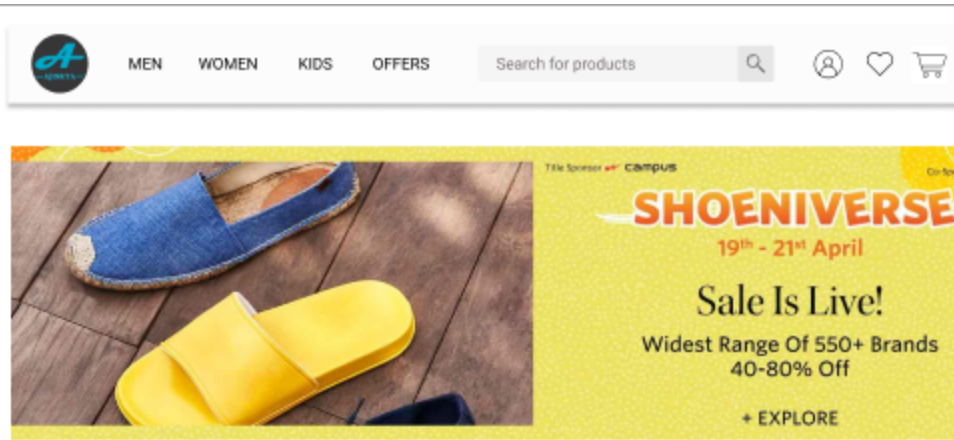 A
MEN WOMEN KIDS OFFERS Search for products
Title Sponsor campus
SHOENIVERSE
19th - 21st April
Sale Is Live!
Widest Range Of 550+ Brands
40-80% Off
+ EXPLORE